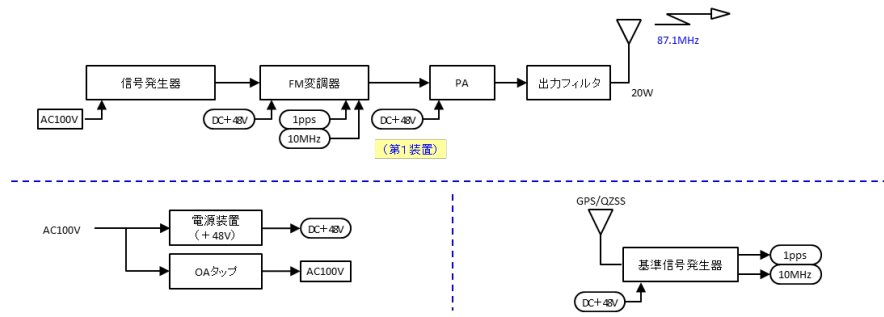 87.1MHz
信号発生器
FM変調器
PA
出力フィルタ
20W
AC100V
DC+48V
1pps
DC+48V
10MHz
(第1装置)
GPS/QZSS
AC100V
電源装置
(+48V)
DC+48V
OAタップ
AC100V
基準信号発生器
1pps
10MHz
DC+48V